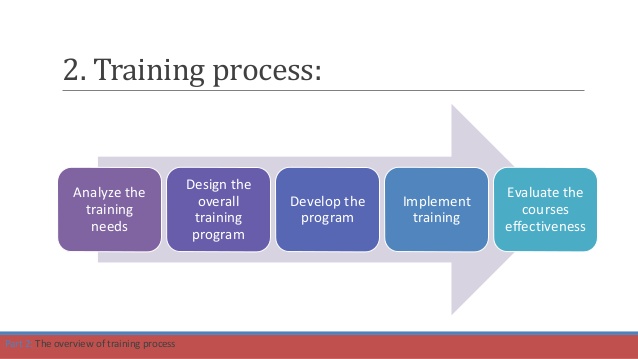 2. Training process:
Analyze the
training
needs
Design the
overall
training
program
Develop the
program
Implement
training
Evaluate the
courses
effectiveness
The overview of training process